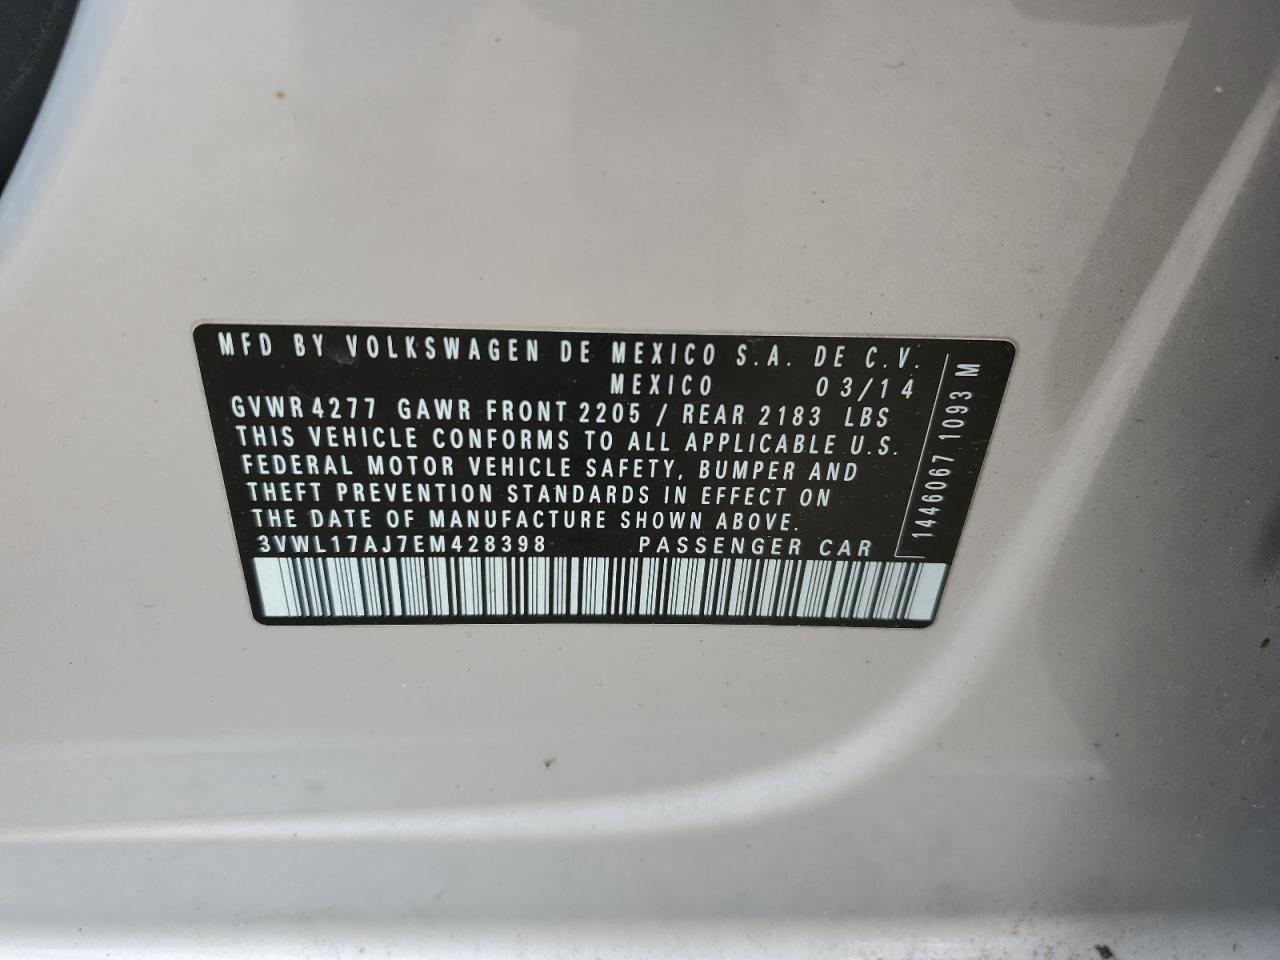 MFD BY VOLKSWAGEN DE MEXICO S.A. DE C.V.
MEXICO 03/14
GVWR 4277 GAWR FRONT 2205 / REAR 2183 LBS
THIS VEHICLE CONFORMS TO ALL APPLICABLE U.S.
FEDERAL MOTOR VEHICLE SAFETY, BUMPER AND
THEFT PREVENTION STANDARDS IN EFFECT ON
THE DATE OF MANUFACTURE SHOWN ABOVE.
3VWL17AJ7EM428398 PASSENGER CAR
1446067 1093 M